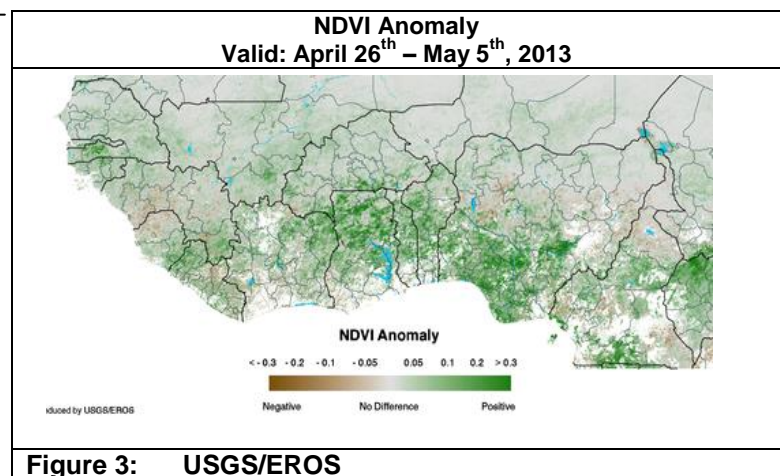 NDVI Anomaly
Valid: April 26th – May 5th, 2013
NDVI Anomaly
< - 0.3 - 0.2 - 0.1 - 0.05 0.05 0.1 0.2 > 0.3
Negative No Difference Positive
duced by USGS/EROS
Figure 3: USGS/EROS